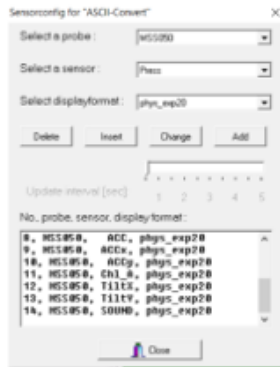 Sensorconfig for "ASCII-Convert"
Select a probe : MSS050
Select a sensor : Press
Select displayformat : phys_exp20
Delete Insert Change Add
Update interval [sec] 1 2 3 4 5
No., probe, sensor, display format :
8, MSS050, ACC, phys_exp20
9, MSS050, ACCx, phys_exp20
10, MSS050, ACCy, phys_exp20
11, MSS050, Chl_A, phys_exp20
12, MSS050, TiltX, phys_exp20
13, MSS050, TiltY, phys_exp20
14, MSS050, SOUND, phys_exp20
Close